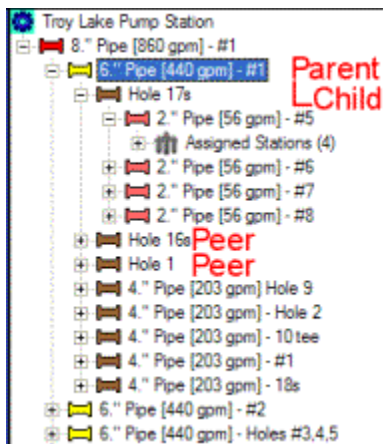 Troy Lake Pump Station
8." Pipe [860 gpm] - #1
6." Pipe [440 gpm] - #1 Parent
Hole 17s Child
2." Pipe [56 gpm] - #5
Assigned Stations (4)
2." Pipe [56 gpm] - #6
2." Pipe [56 gpm] - #7
2." Pipe [56 gpm] - #8
Hole 16s Peer
Hole 1 Peer
4." Pipe [203 gpm] Hole 9
4." Pipe [203 gpm] - Hole 2
4." Pipe [203 gpm] - 10 tee
4." Pipe [203 gpm] - #1
4." Pipe [203 gpm] - 18s
6." Pipe [440 gpm] - #2
6." Pipe [440 gpm] - Holes #3,4,5